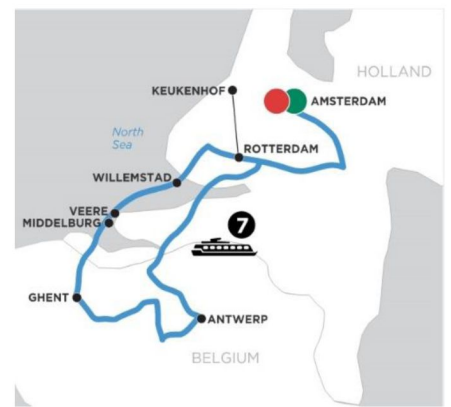 HOLLAND
KEUKENHOF
AMSTERDAM
North
Sea
ROTTERDAM
WILLEMSTAD
VEERE
MIDDELBURG
7
GHENT
ANTWERP
BELGIUM